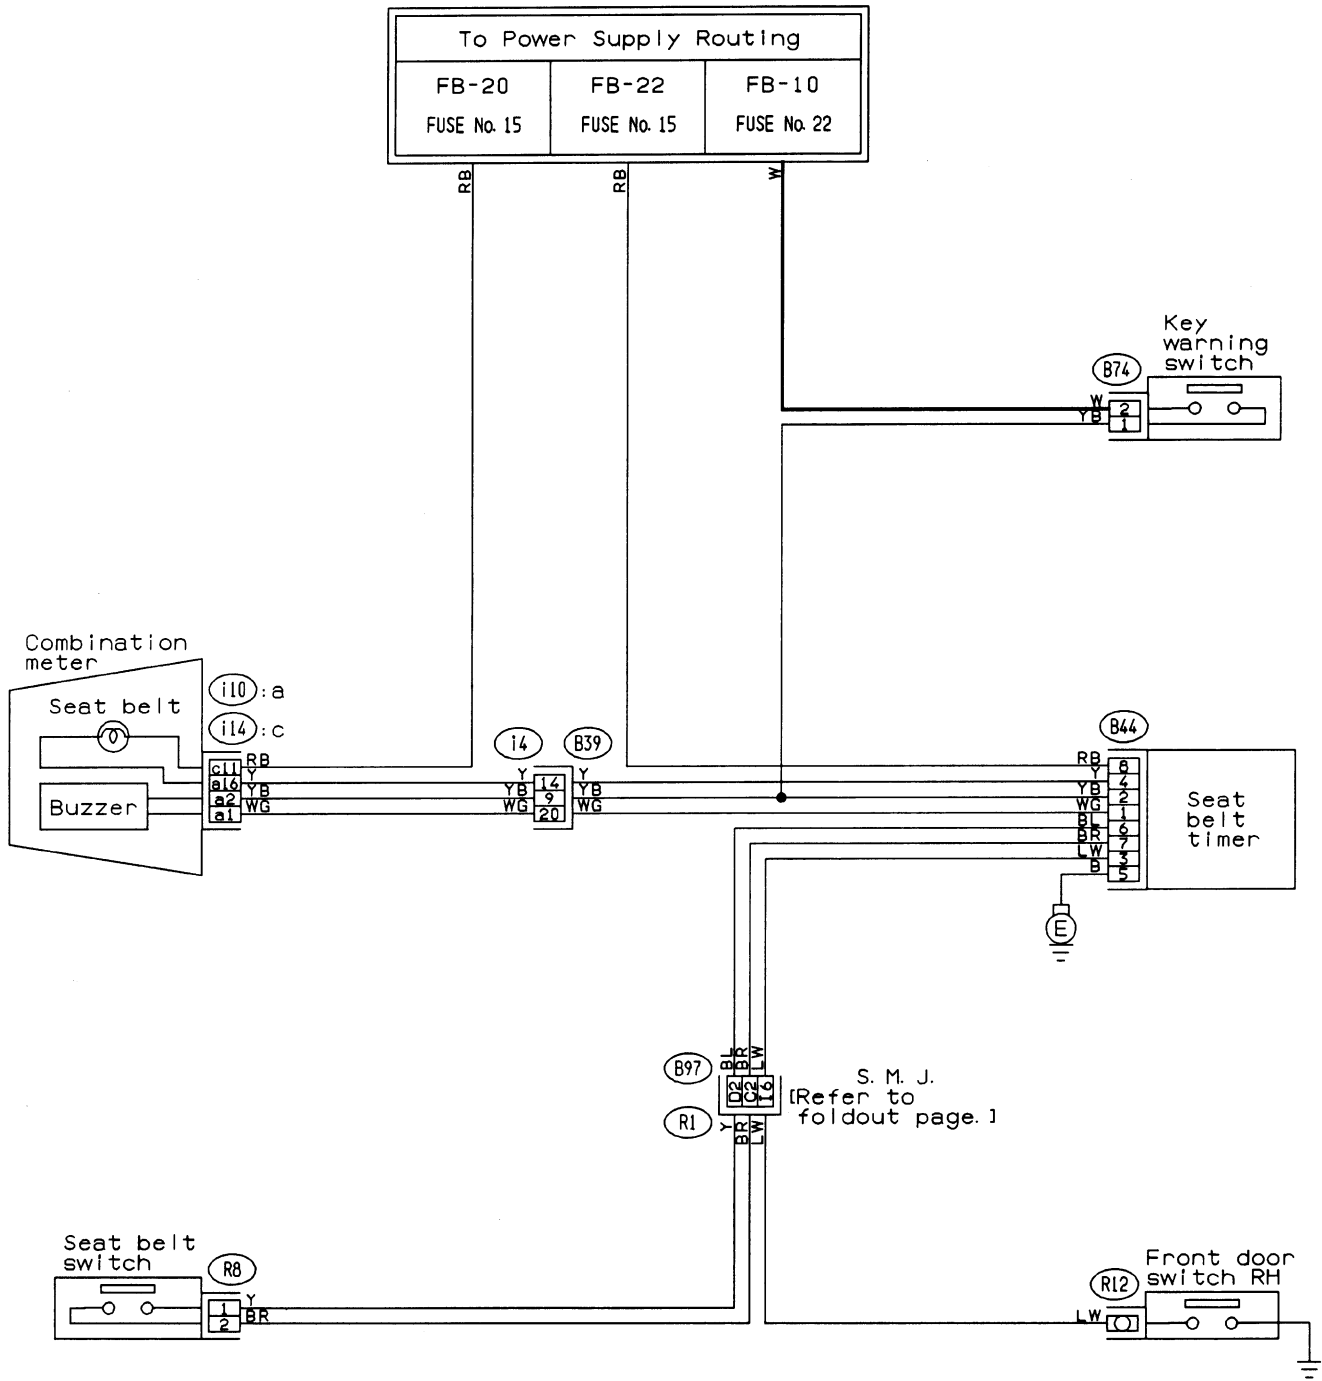 To Power Supply Routing
FB-20
FB-22
FB-10
FUSE No. 15
FUSE No. 15
FUSE No. 22
RB
RB
W
Key
warning
switch
B74
W
2
YB
1
Combination
meter
Seat belt
i10 : a
i14 : c
Buzzer
RB
c11
Y
a16
YB
a2
WG
a1
i4
B39
Y
14
Y
YB
9
YB
WG
20
WG
B44
RB
8
Y
4
YB
2
WG
1
BL
6
BR
7
LW
3
B
5
Seat
belt
timer
E
B97
BL
BR
LW
D2
C2
I6
R1
Y
BR
LW
S. M. J.
[Refer to
foldout page. ]
Seat belt
switch
R8
Y
1
BR
2
Front door
switch RH
R12
LW